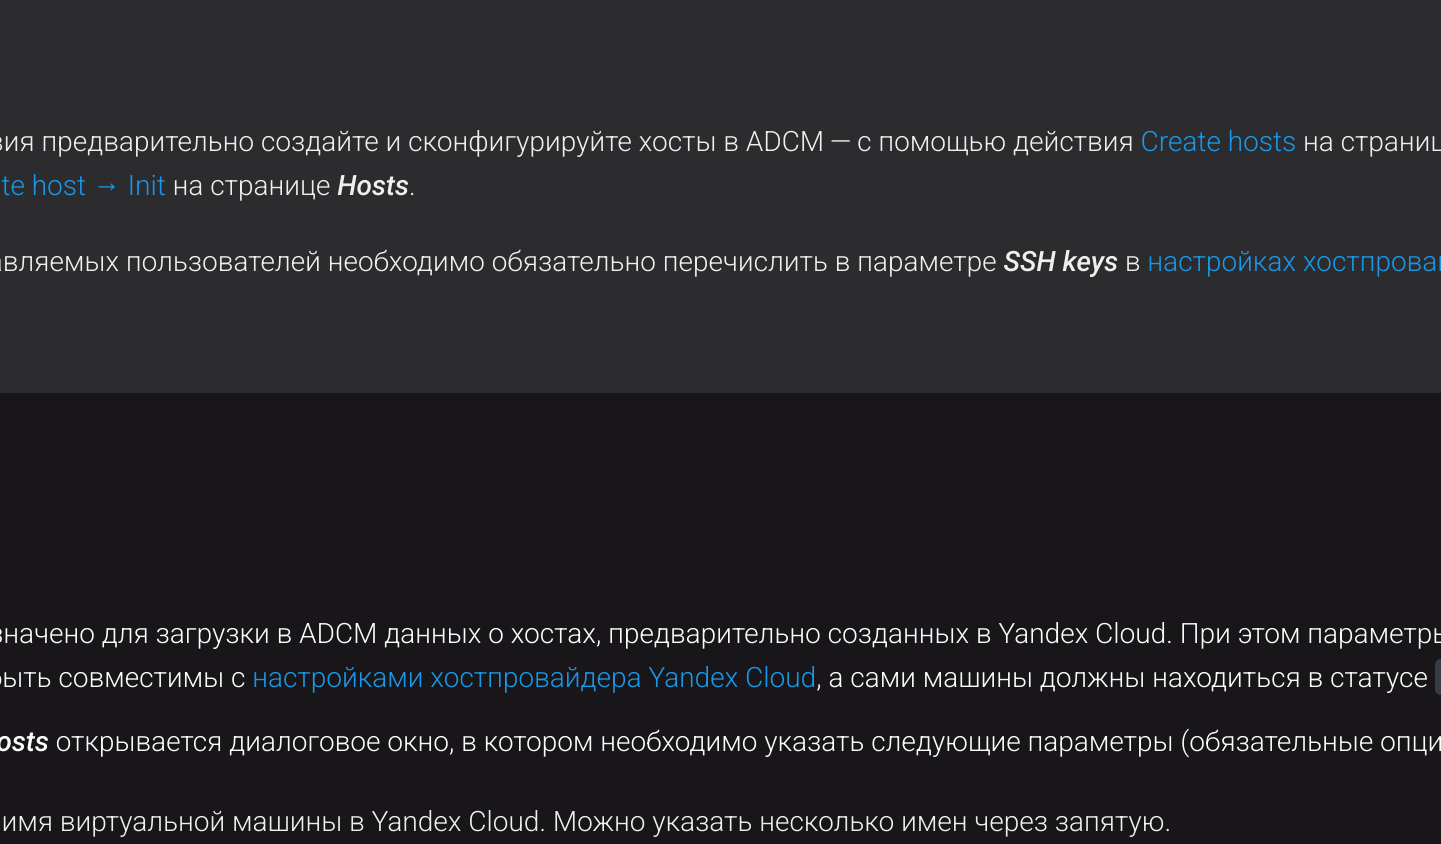 вия предварительно создайте и сконфигурируйте хосты в ADCM — с помощью действия Create hosts на страниц
te host → Init на странице Hosts.
авляемых пользователей необходимо обязательно перечислить в параметре SSH keys в настройках хостпровай
значено для загрузки в ADCM данных о хостах, предварительно созданных в Yandex Cloud. При этом параметры
быть совместимы с настройками хостпровайдера Yandex Cloud, а сами машины должны находиться в статусе
osts открывается диалоговое окно, в котором необходимо указать следующие параметры (обязательные опци
имя виртуальной машины в Yandex Cloud. Можно указать несколько имен через запятую.